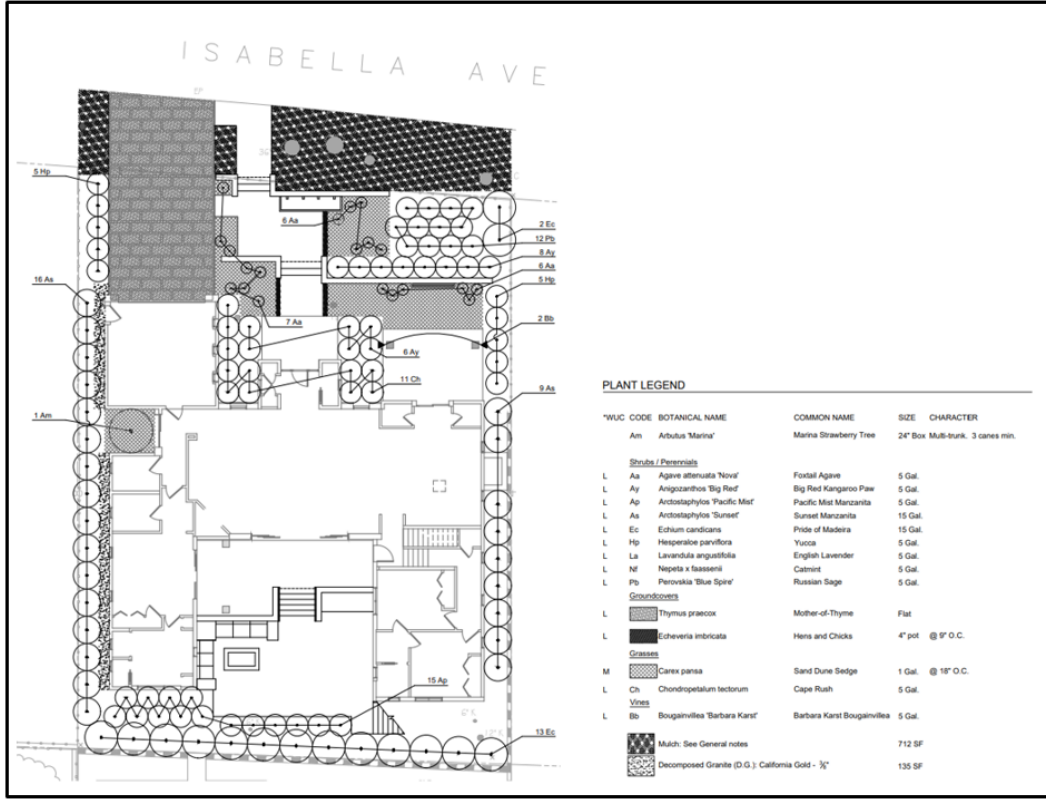 ISABELLA AVE
5 Hp
6 Aa
2 Ec
12 Pb
8 Ay
6 Aa
5 Hp
16 As
2 Bb
7 Aa
6 Ay
11 Ch
9 As
1 Am
15 Ap
13 Ec
PLANT LEGEND
*WUC CODE BOTANICAL NAME COMMON NAME SIZE CHARACTER
Am Arbutus 'Marina' Marina Strawberry Tree 24" Box Multi-trunk. 3 canes min.
Shrubs / Perennials
L Aa Agave attenuata 'Nova' Foxtail Agave 5 Gal.
L Ay Anigozanthos 'Big Red' Big Red Kangaroo Paw 5 Gal.
L Ap Arctostaphylos 'Pacific Mist' Pacific Mist Manzanita 5 Gal.
L As Arctostaphylos 'Sunset' Sunset Manzanita 15 Gal.
L Ec Echium candicans Pride of Madeira 15 Gal.
L Hp Hesperaloe parviflora Yucca 5 Gal.
L La Lavandula angustifolia English Lavender 5 Gal.
L Nf Nepeta x faassenii Catmint 5 Gal.
L Pb Perovskia 'Blue Spire' Russian Sage 5 Gal.
Groundcovers
L Thymus praecox Mother-of-Thyme Flat
L Echeveria imbricata Hens and Chicks 4" pot @ 9" O.C.
Grasses
M Carex pansa Sand Dune Sedge 1 Gal. @ 18" O.C.
L Ch Chondropetalum tectorum Cape Rush 5 Gal.
Vines
L Bb Bougainvillea 'Barbara Karst' Barbara Karst Bougainvillea 5 Gal.
Mulch: See General notes 712 SF
Decomposed Granite (D.G.): California Gold - 135 SF